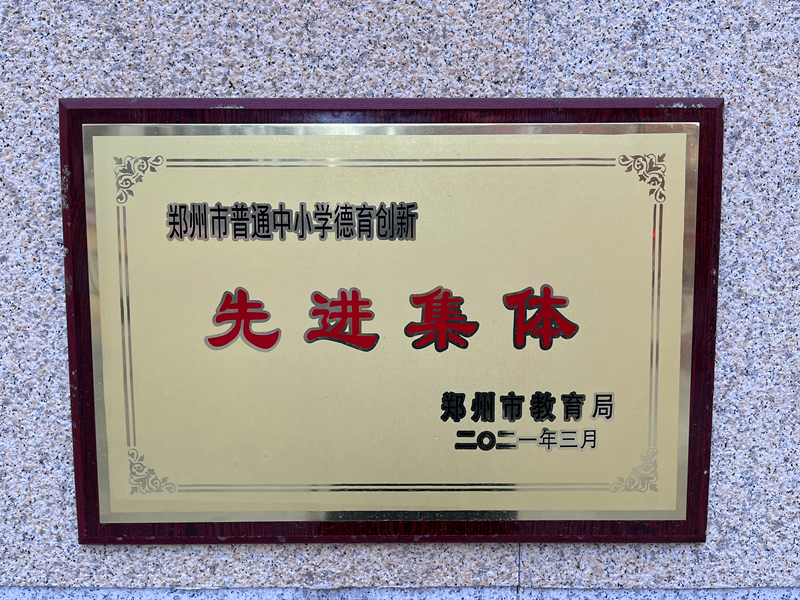 郑州市普通中小学德育创新
先进集体
郑州市教育局
二〇二一年三月